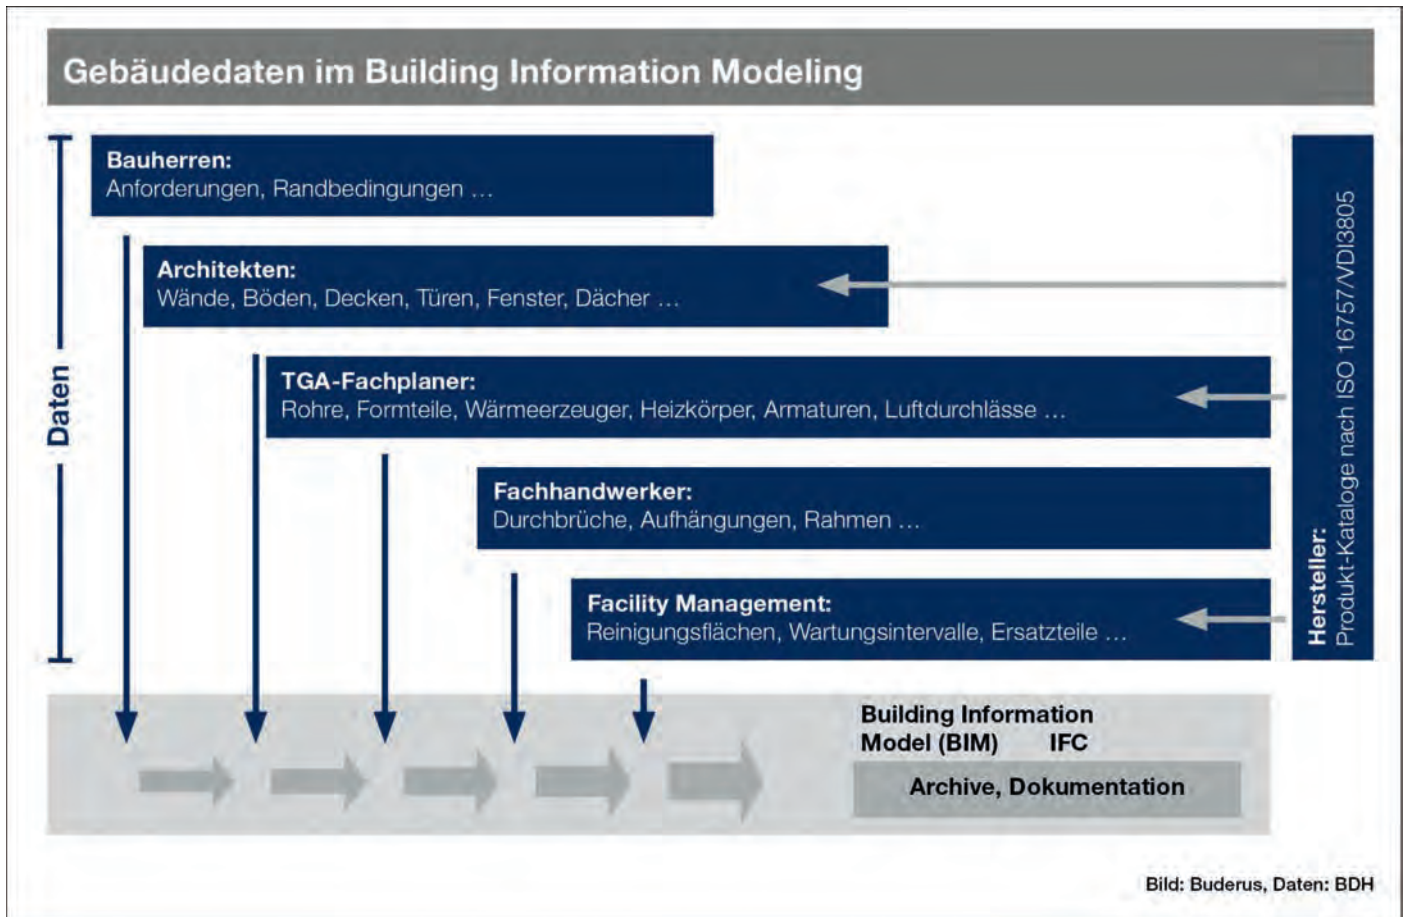 Gebäudedaten im Building Information Modeling
Daten
Bauherren:
Anforderungen, Randbedingungen …
Architekten:
Wände, Böden, Decken, Türen, Fenster, Dächer …
TGA-Fachplaner:
Rohre, Formteile, Wärmeerzeuger, Heizkörper, Armaturen, Luftdurchlässe …
Fachhandwerker:
Durchbrüche, Aufhängungen, Rahmen …
Facility Management:
Reinigungsflächen, Wartungsintervalle, Ersatzteile …
Hersteller:
Produkt-Kataloge nach ISO 16757/VDI3805
Building Information
Model (BIM) IFC
Archive, Dokumentation
Bild: Buderus, Daten: BDH